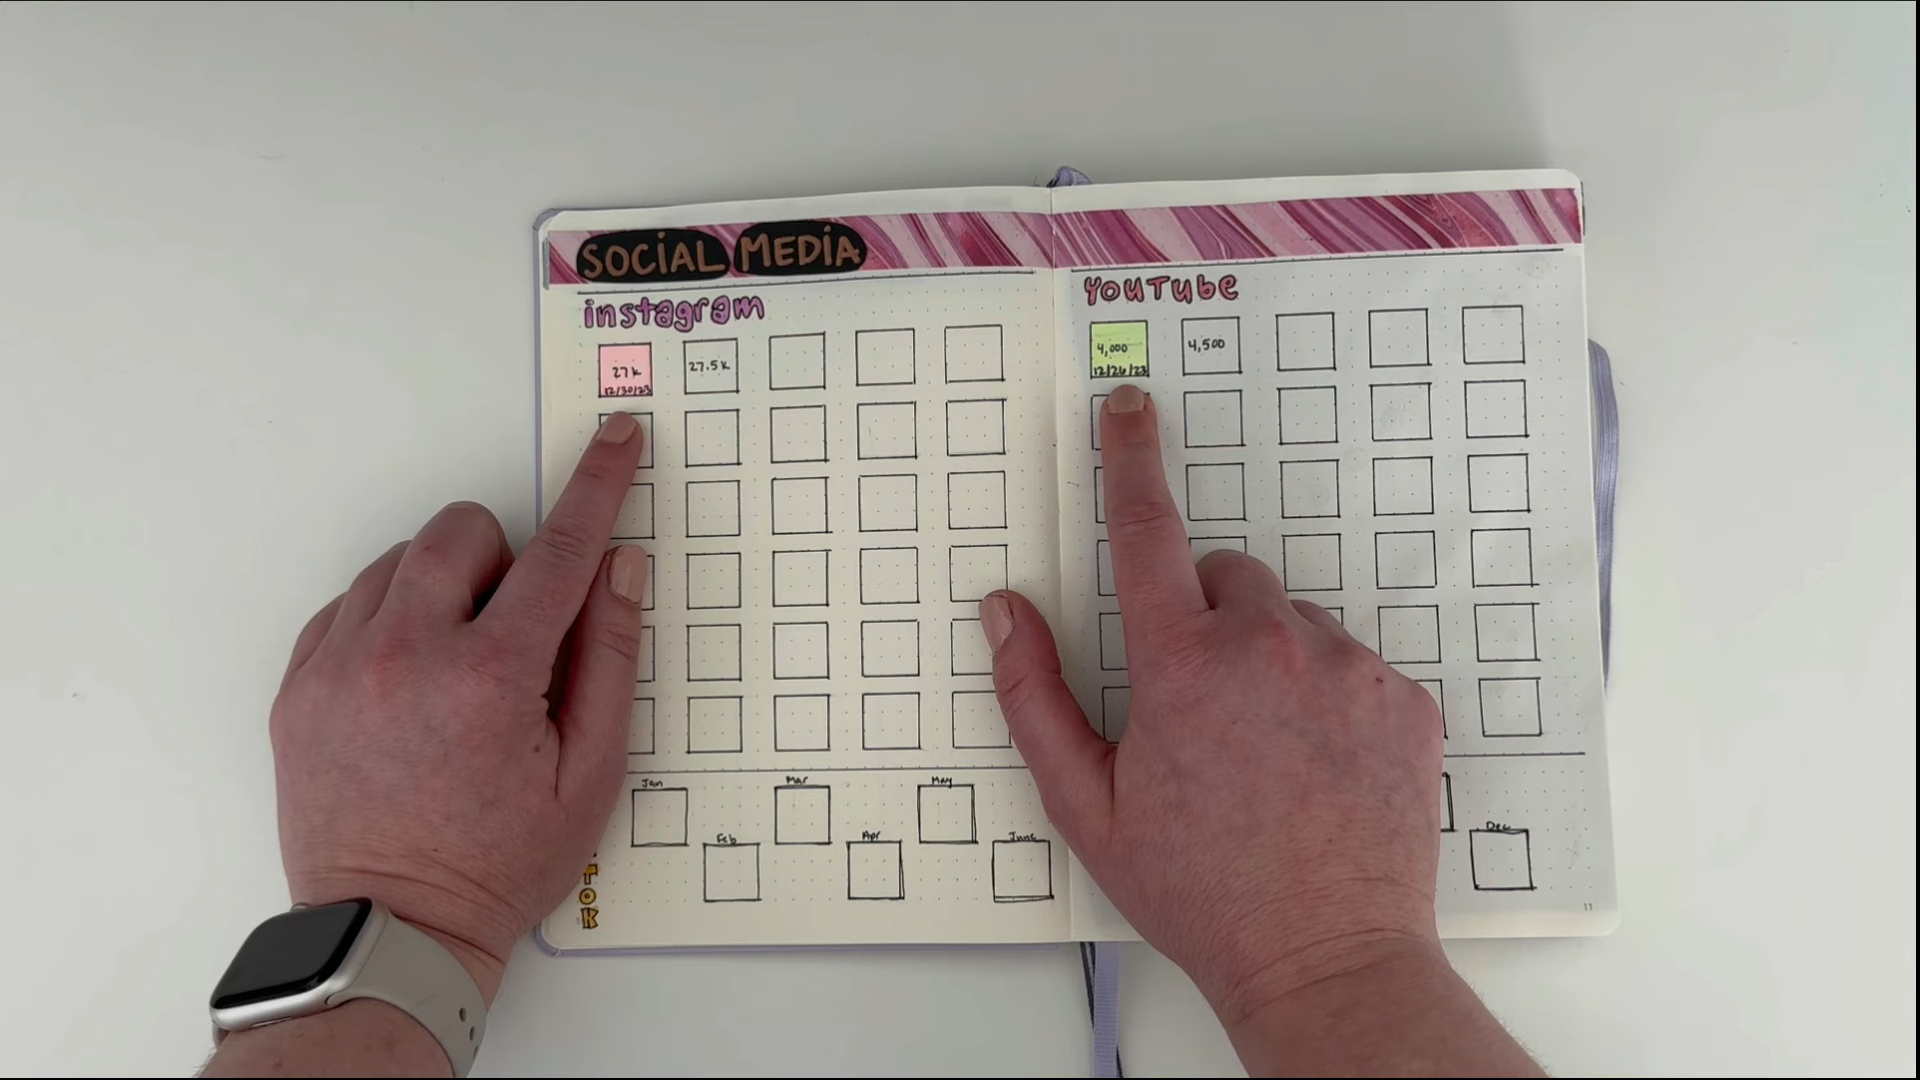 SOCIAL MEDIA
instagram
27K
12/30/23
27.5K
YouTube
4,000
12/26/23
4,500
Jan
Feb
Mar
Apr
May
June
Dec
T
O
K
11